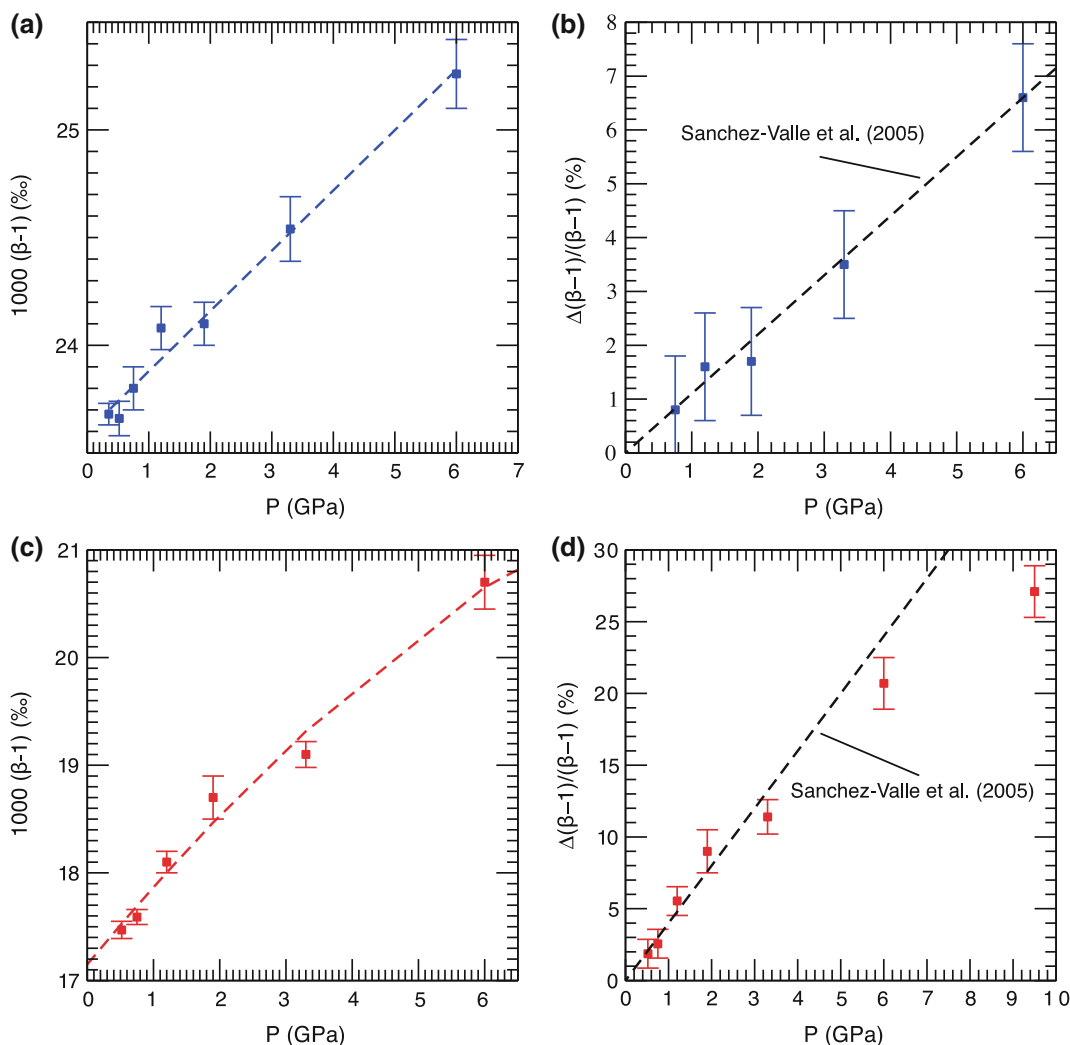 (a)
1000 (β-1) (‰)
25
24
0 1 2 3 4 5 6 7
P (GPa)
(b)
Δ(β−1)/(β−1) (%)
8
7
6
5
4
3
2
1
0
Sanchez-Valle et al. (2005)
0 2 4 6
P (GPa)
(c)
1000 (β-1) (‰)
21
20
19
18
17
0 1 2 3 4 5 6
P (GPa)
(d)
Δ(β−1)/(β−1) (%)
30
25
20
15
10
5
0
Sanchez-Valle et al. (2005)
0 1 2 3 4 5 6 7 8 9 10
P (GPa)